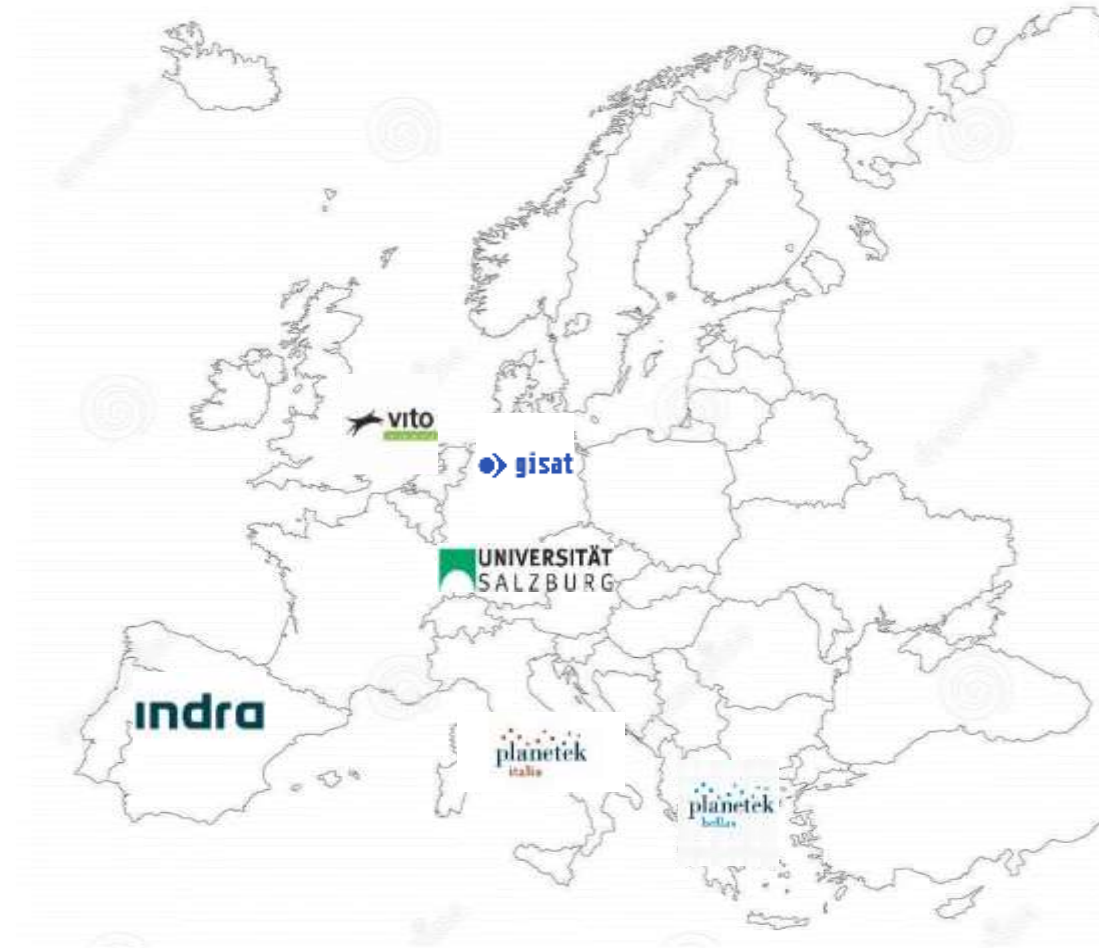 vito
gisat
UNIVERSITÄT
SALZBURG
indra
planetek
italia
planetek
hellas